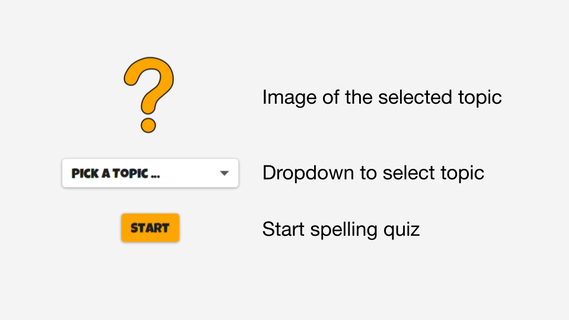 ?
Image of the selected topic
PICK A TOPIC ...
Dropdown to select topic
START
Start spelling quiz